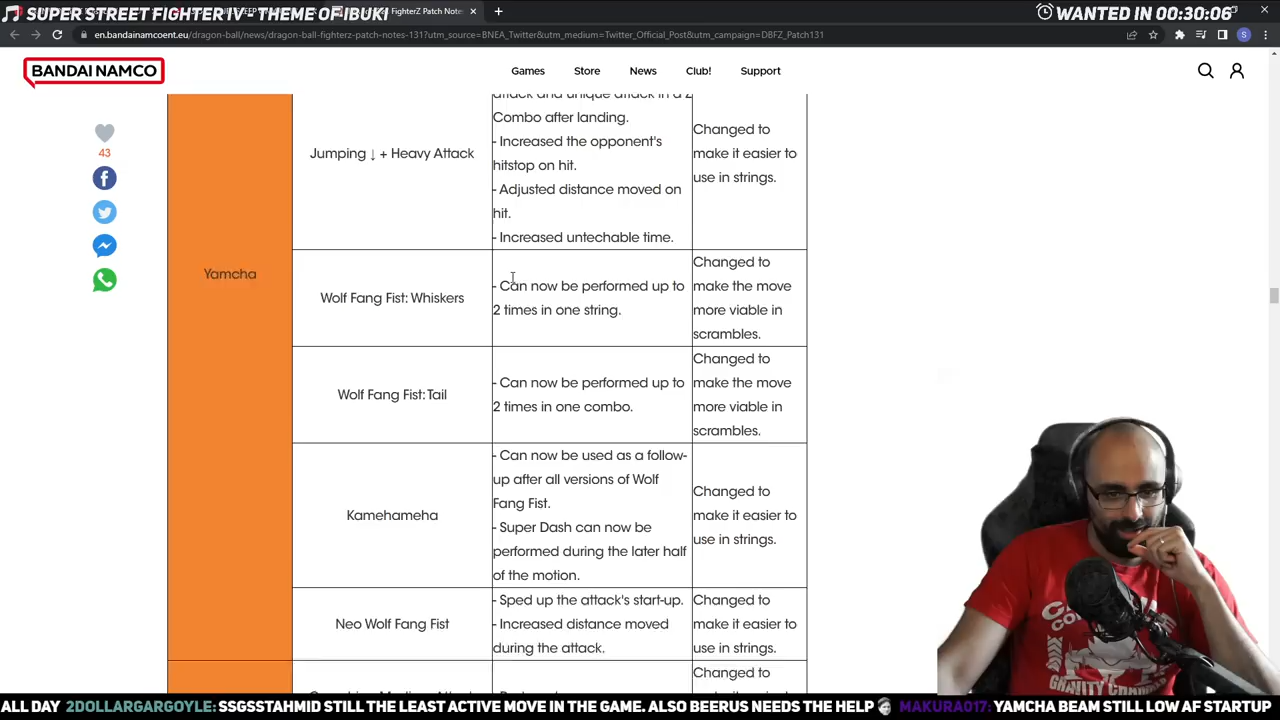 SUPER STREET FIGHTER IV - THEME OF IBUKI
FighterZ Patch Note
WANTED IN 00:30:06
en.bandainamcoent.eu/dragon-ball/news/dragon-ball-fighterz-patch-notes-131?utm_source=BNEA_Twitter&utm_medium=Twitter_Official_Post&utm_campaign=DBFZ_Patch131
S
BANDAI NAMCO
Games
Store
News
Club!
Support
43
Yamcha
Jumping ↓ + Heavy Attack
attack and unique attack in a Z
Combo after landing.
- Increased the opponent's
hitstop on hit.
- Adjusted distance moved on
hit.
- Increased untechable time.
Changed to
make it easier to
use in strings.
Wolf Fang Fist: Whiskers
- Can now be performed up to
2 times in one string.
Changed to
make the move
more viable in
scrambles.
Wolf Fang Fist: Tail
- Can now be performed up to
2 times in one combo.
Changed to
make the move
more viable in
scrambles.
Kamehameha
- Can now be used as a follow-
up after all versions of Wolf
Fang Fist.
- Super Dash can now be
performed during the later half
of the motion.
Changed to
make it easier to
use in strings.
Neo Wolf Fang Fist
- Sped up the attack's start-up.
- Increased distance moved
during the attack.
Changed to
make it easier to
use in strings.
Changed to
GRAVITY CHAMBER
ALL DAY 2DOLLARGARGOYLE: SSGSSTAHMID STILL THE LEAST ACTIVE MOVE IN THE GAME. ALSO BEERUS NEEDS THE HELP MAKURA017: YAMCHA BEAM STILL LOW AF STARTUP